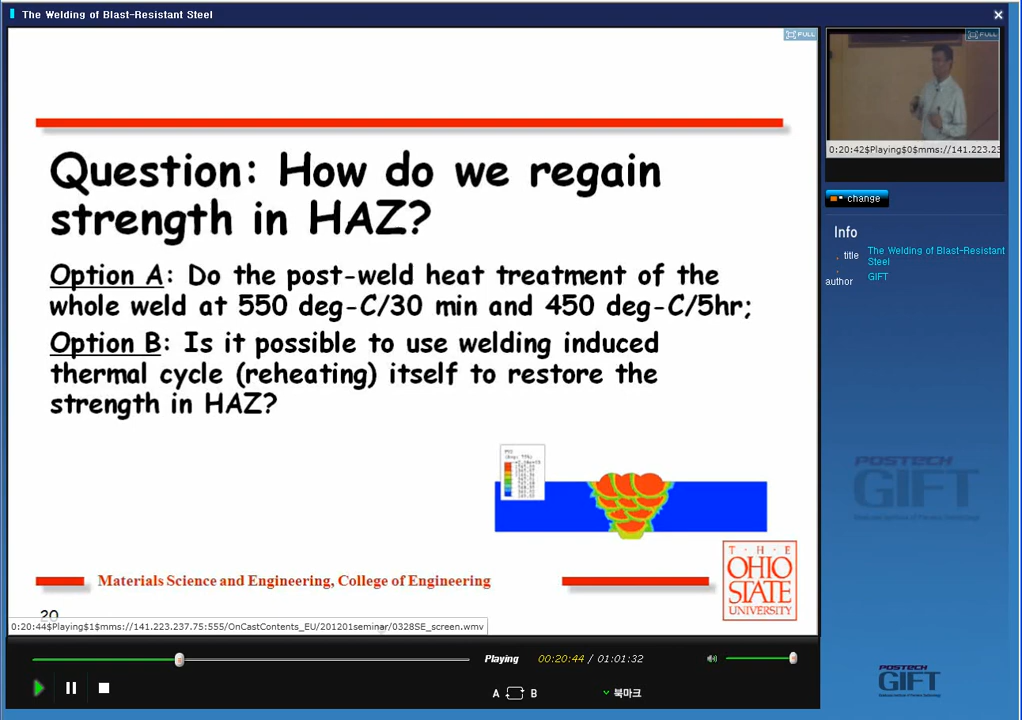 The Welding of Blast-Resistant Steel
FULL
Question: How do we regain
strength in HAZ?
Option A: Do the post-weld heat treatment of the
whole weld at 550 deg-C/30 min and 450 deg-C/5hr;
Option B: Is it possible to use welding induced
thermal cycle (reheating) itself to restore the
strength in HAZ?
Materials Science and Engineering, College of Engineering
T·H·E
OHIO
STATE
UNIVERSITY
20
0:20:44$Playing$1$mms://141.223.237.75:555/OnCastContents_EU/201201seminar/0328SE_screen.wmv
Playing
00:20:44 / 01:01:32
A B
북마크
FULL
0:20:42$Playing$0$mms://141.223.23
change
Info
title
The Welding of Blast-Resistant
Steel
author
GIFT
POSTECH
GIFT
POSTECH
GIFT